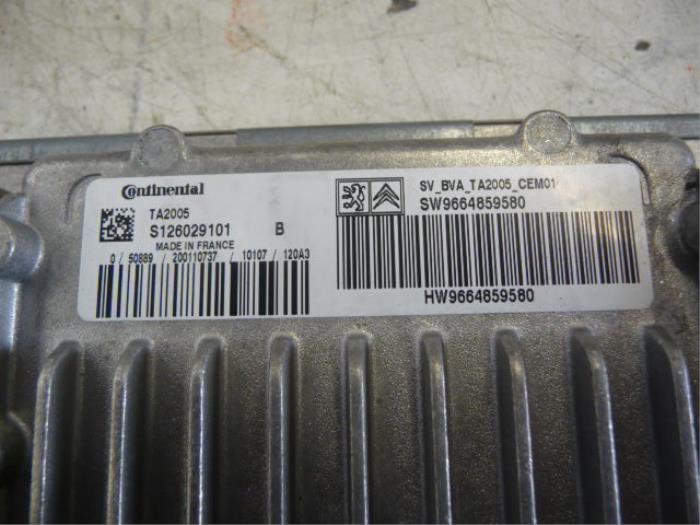 Continental
TA2005
S126029101 B
MADE IN FRANCE
0 / 50889 / 200110737 / 10107 / 120A3
SV_BVA_TA2005_CEM01
SW9664859580
HW9664859580